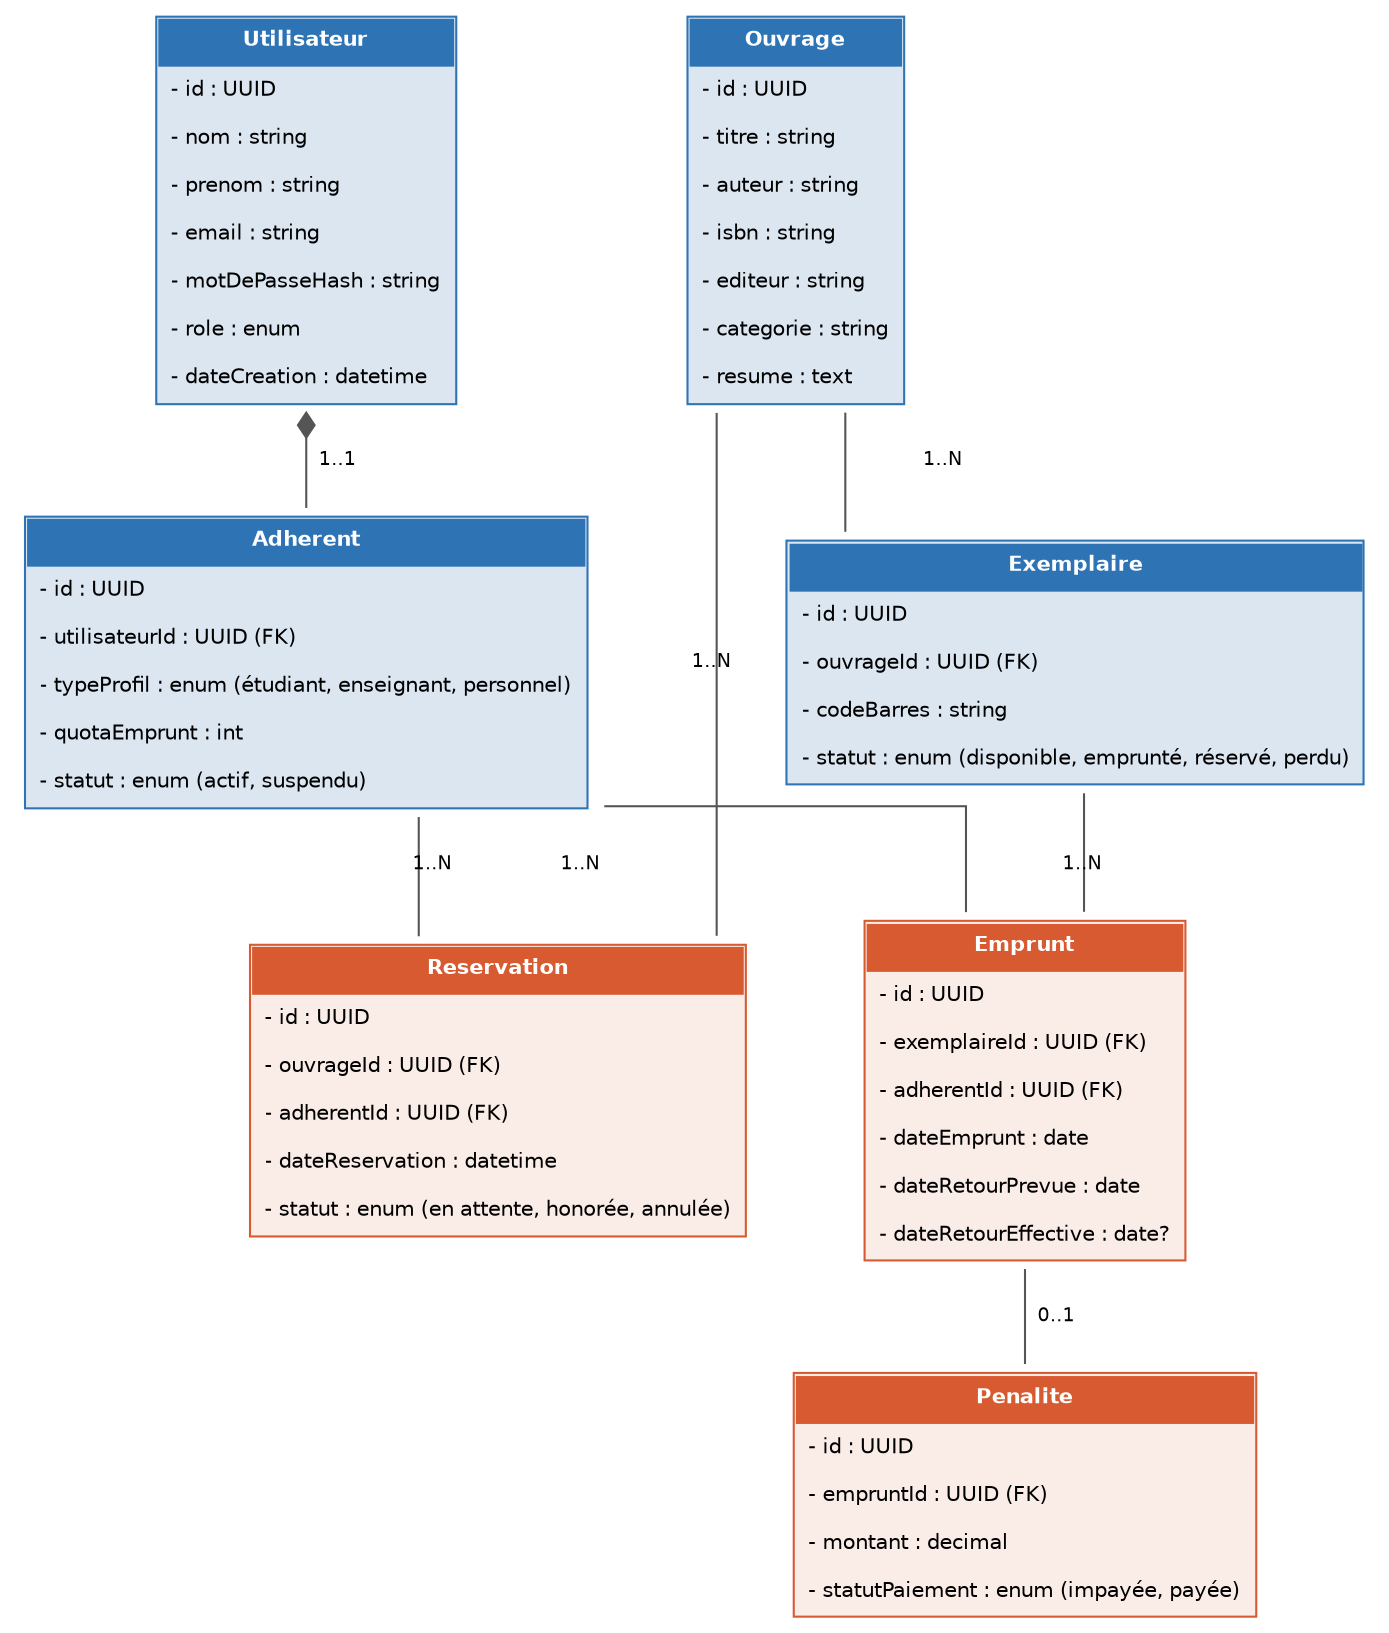 Utilisateur
- id : UUID
- nom : string
- prenom : string
- email : string
- motDePasseHash : string
- role : enum
- dateCreation : datetime
Ouvrage
- id : UUID
- titre : string
- auteur : string
- isbn : string
- editeur : string
- categorie : string
- resume : text
1..1
1..N
Adherent
- id : UUID
- utilisateurId : UUID (FK)
- typeProfil : enum (étudiant, enseignant, personnel)
- quotaEmprunt : int
- statut : enum (actif, suspendu)
1..N
Exemplaire
- id : UUID
- ouvrageId : UUID (FK)
- codeBarres : string
- statut : enum (disponible, emprunté, réservé, perdu)
1..N
1..N
1..N
Reservation
- id : UUID
- ouvrageId : UUID (FK)
- adherentId : UUID (FK)
- dateReservation : datetime
- statut : enum (en attente, honorée, annulée)
Emprunt
- id : UUID
- exemplaireId : UUID (FK)
- adherentId : UUID (FK)
- dateEmprunt : date
- dateRetourPrevue : date
- dateRetourEffective : date?
0..1
Penalite
- id : UUID
- empruntId : UUID (FK)
- montant : decimal
- statutPaiement : enum (impayée, payée)